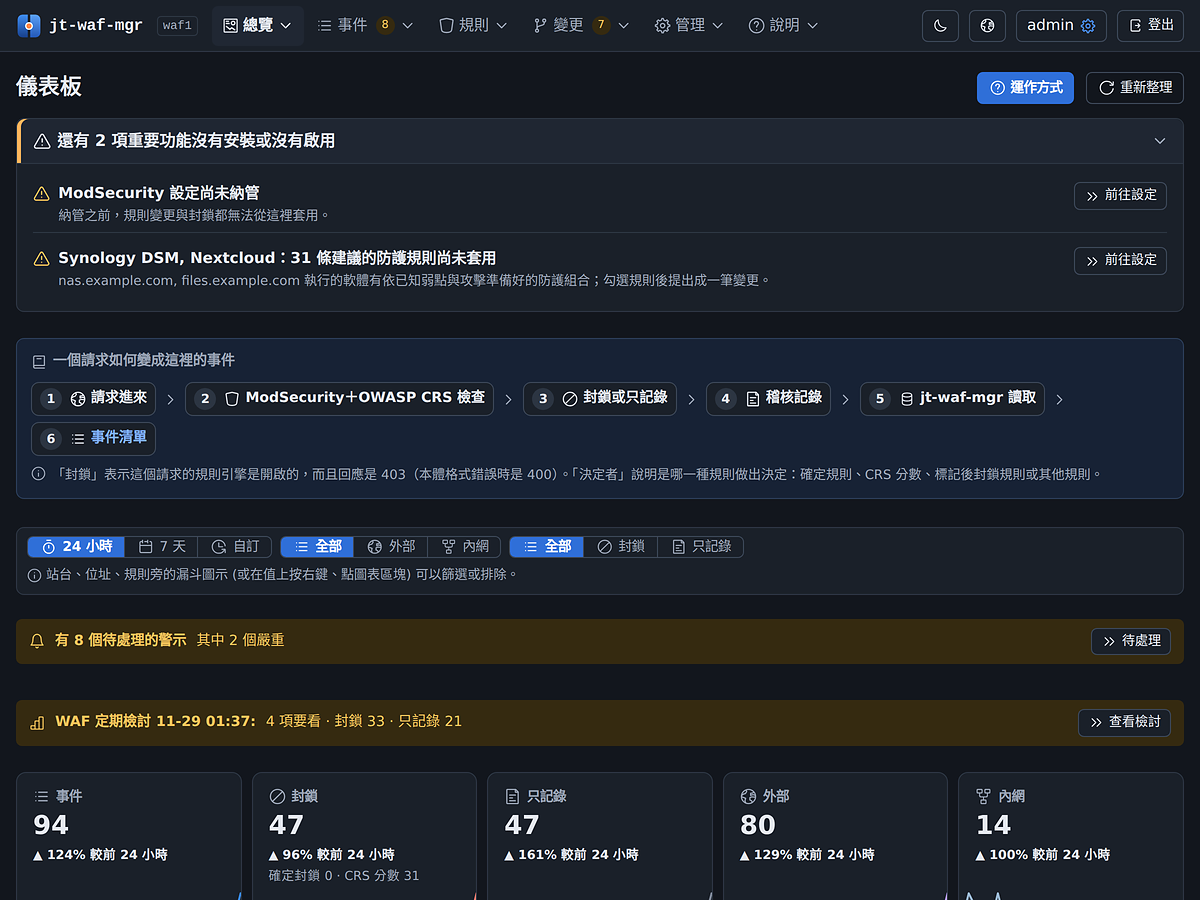 jt-waf-mgr waf1 總覽 事件 8 規則 變更 7 管理 說明 admin 登出
儀表板 運作方式 重新整理
還有 2 項重要功能沒有安裝或沒有啟用
ModSecurity 設定尚未納管
納管之前，規則變更與封鎖都無法從這裡套用。
前往設定
Synology DSM, Nextcloud：31 條建議的防護規則尚未套用
nas.example.com, files.example.com 執行的軟體有依已知弱點與攻擊準備好的防護組合；勾選規則後提出成一筆變更。
前往設定
一個請求如何變成這裡的事件
1 請求進來 2 ModSecurity＋OWASP CRS 檢查 3 封鎖或只記錄 4 稽核記錄 5 jt-waf-mgr 讀取
6 事件清單
「封鎖」表示這個請求的規則引擎是開啟的，而且回應是 403（本體格式錯誤時是 400）。「決定者」說明是哪一種規則做出決定：確定規則、CRS 分數、標記後封鎖規則或其他規則。
24 小時 7 天 自訂 全部 外部 內網 全部 封鎖 只記錄
站台、位址、規則旁的漏斗圖示 (或在值上按右鍵、點圖表區塊) 可以篩選或排除。
有 8 個待處理的警示 其中 2 個嚴重 待處理
WAF 定期檢討 11-29 01:37: 4 項要看 · 封鎖 33 · 只記錄 21 查看檢討
事件
94
▲ 124% 較前 24 小時
封鎖
47
▲ 96% 較前 24 小時
確定封鎖 0 · CRS 分數 31
只記錄
47
▲ 161% 較前 24 小時
外部
80
▲ 129% 較前 24 小時
內網
14
▲ 100% 較前 24 小時